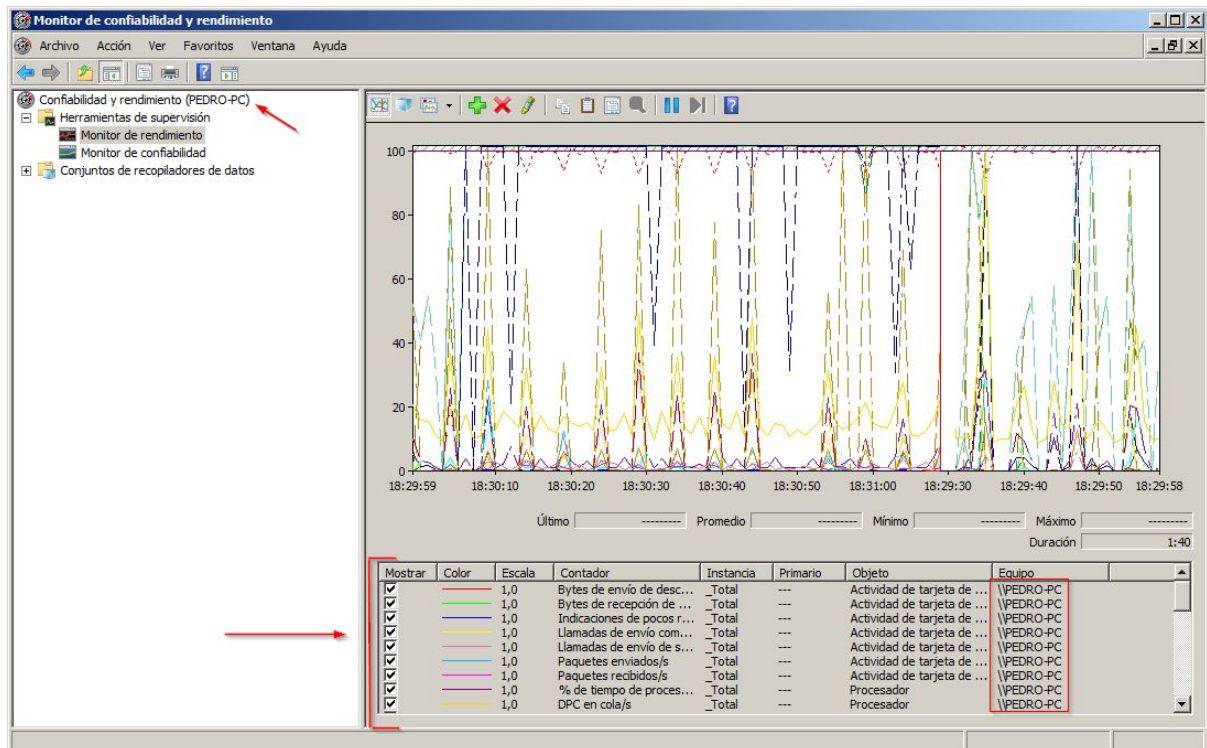 Monitor de confiabilidad y rendimiento
Archivo Acción Ver Favoritos Ventana Ayuda
Confiabilidad y rendimiento (PEDRO-PC)
Herramientas de supervisión
Monitor de rendimiento
Monitor de confiabilidad
Conjuntos de recopiladores de datos
100
80
60
40
20
0
18:29:59 18:30:10 18:30:20 18:30:30 18:30:40 18:30:50 18:31:00 18:29:30 18:29:40 18:29:50 18:29:58
Último --------- Promedio --------- Mínimo --------- Máximo ---------
Duración 1:40
Mostrar Color Escala Contador Instancia Primario Objeto Equipo
1,0 Bytes de envío de desc... _Total --- Actividad de tarjeta de ... \\PEDRO-PC
1,0 Bytes de recepción de ... _Total --- Actividad de tarjeta de ... \\PEDRO-PC
1,0 Indicaciones de pocos r... _Total --- Actividad de tarjeta de ... \\PEDRO-PC
1,0 Llamadas de envío com... _Total --- Actividad de tarjeta de ... \\PEDRO-PC
1,0 Llamadas de envío de s... _Total --- Actividad de tarjeta de ... \\PEDRO-PC
1,0 Paquetes enviados/s _Total --- Actividad de tarjeta de ... \\PEDRO-PC
1,0 Paquetes recibidos/s _Total --- Actividad de tarjeta de ... \\PEDRO-PC
1,0 % de tiempo de proces... _Total --- Procesador \\PEDRO-PC
1,0 DPC en cola/s _Total --- Procesador \\PEDRO-PC